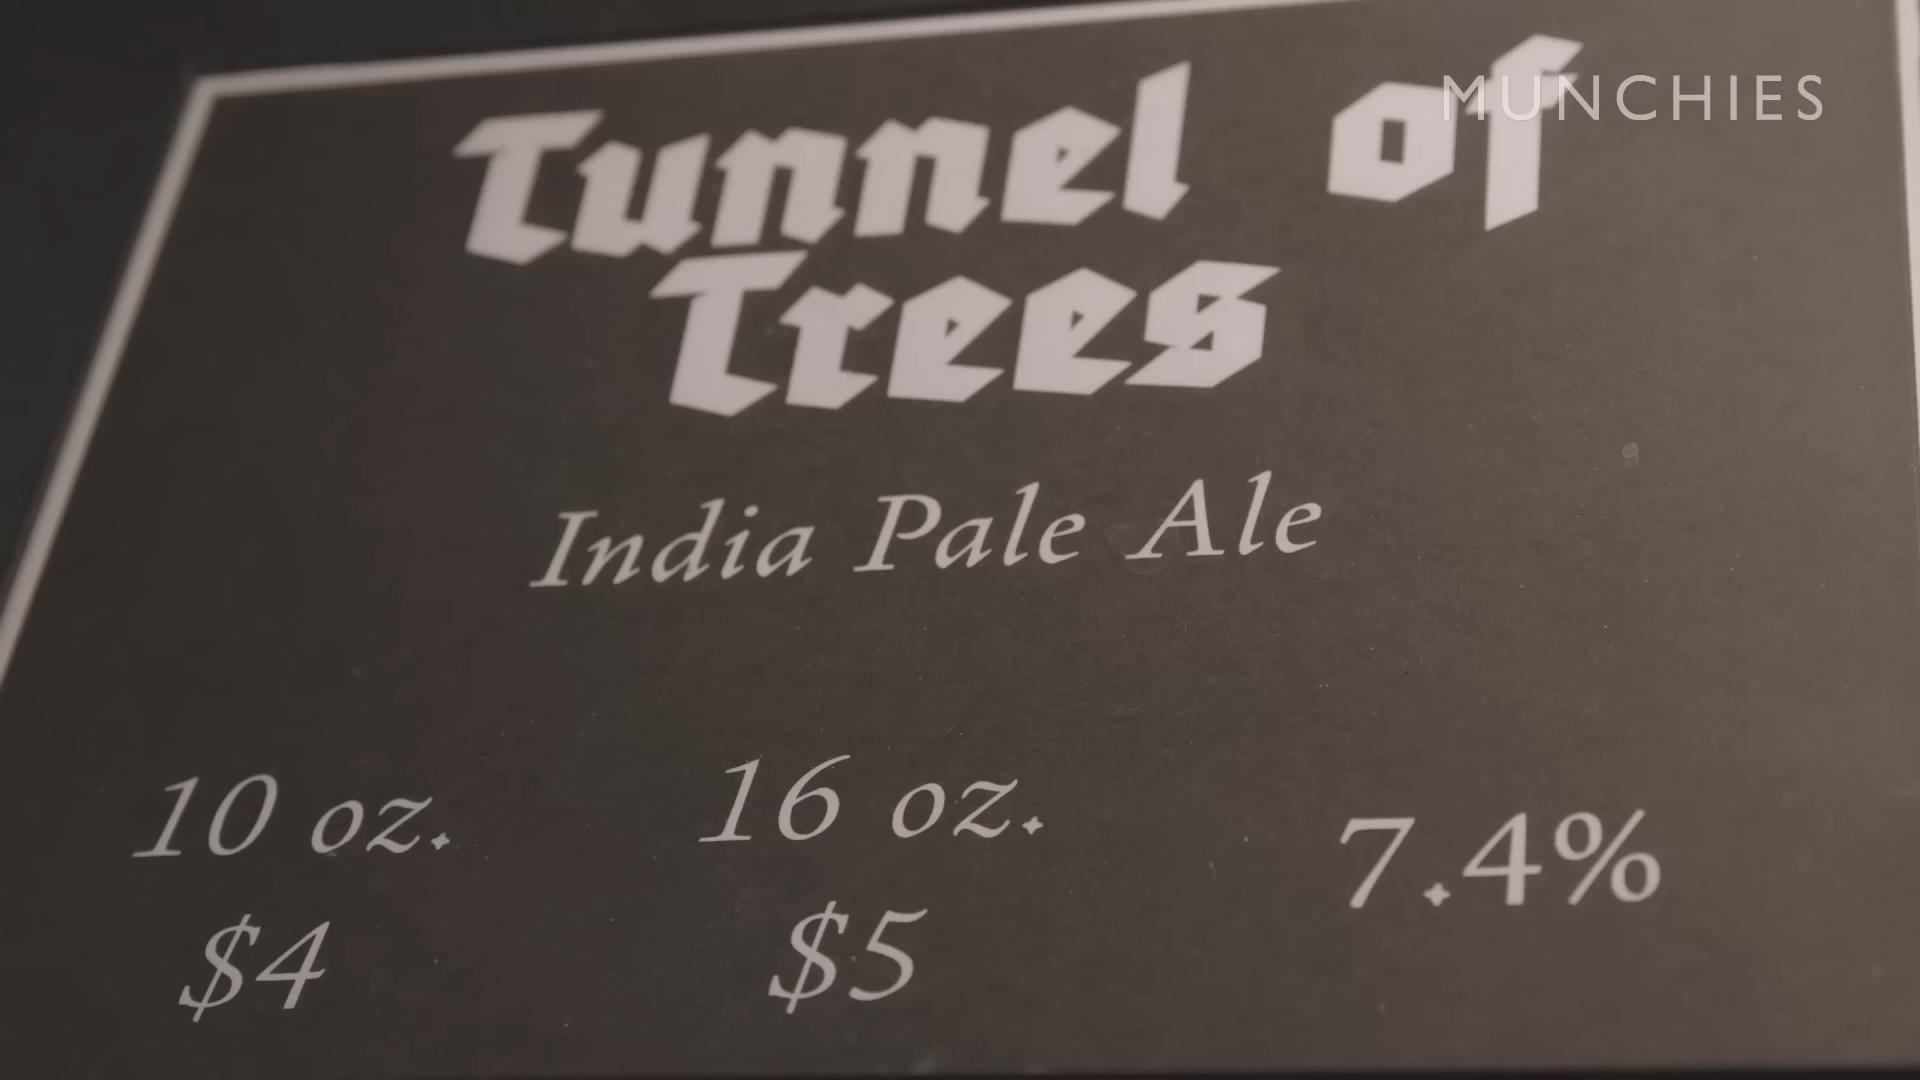 MUNCHIES
Tunnel of
Trees
India Pale Ale
10 oz. 16 oz. 7.4%
$4 $5